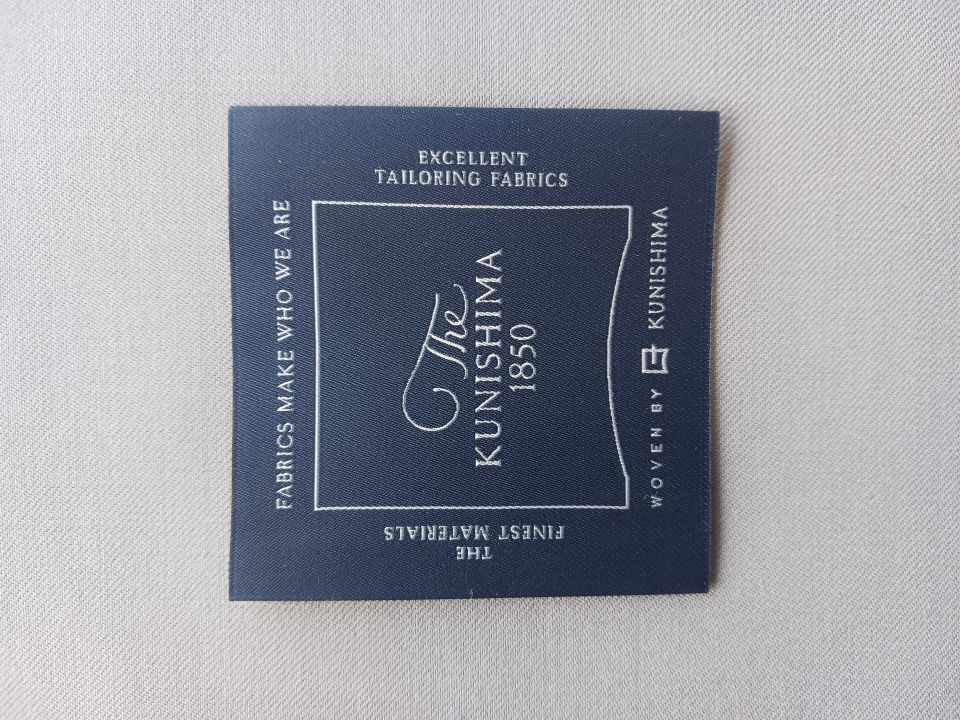 FABRICS MAKE WHO WE ARE
EXCELLENT
TAILORING FABRICS
The
KUNISHIMA
1850
THE
FINEST MATERIALS
WOVEN BY KUNISHIMA